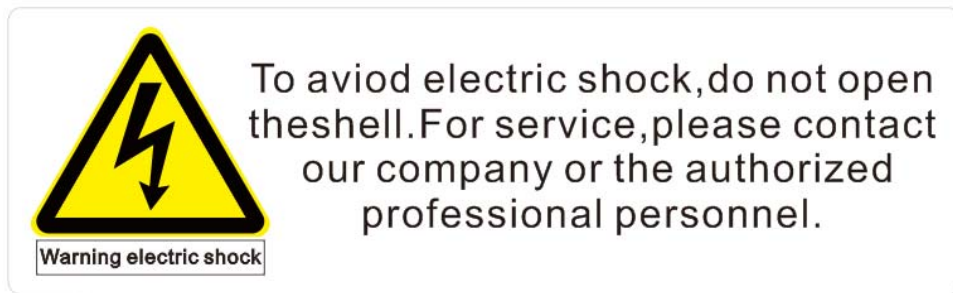 To aviod electric shock,do not open
theshell.For service,please contact
our company or the authorized
professional personnel.
Warning electric shock